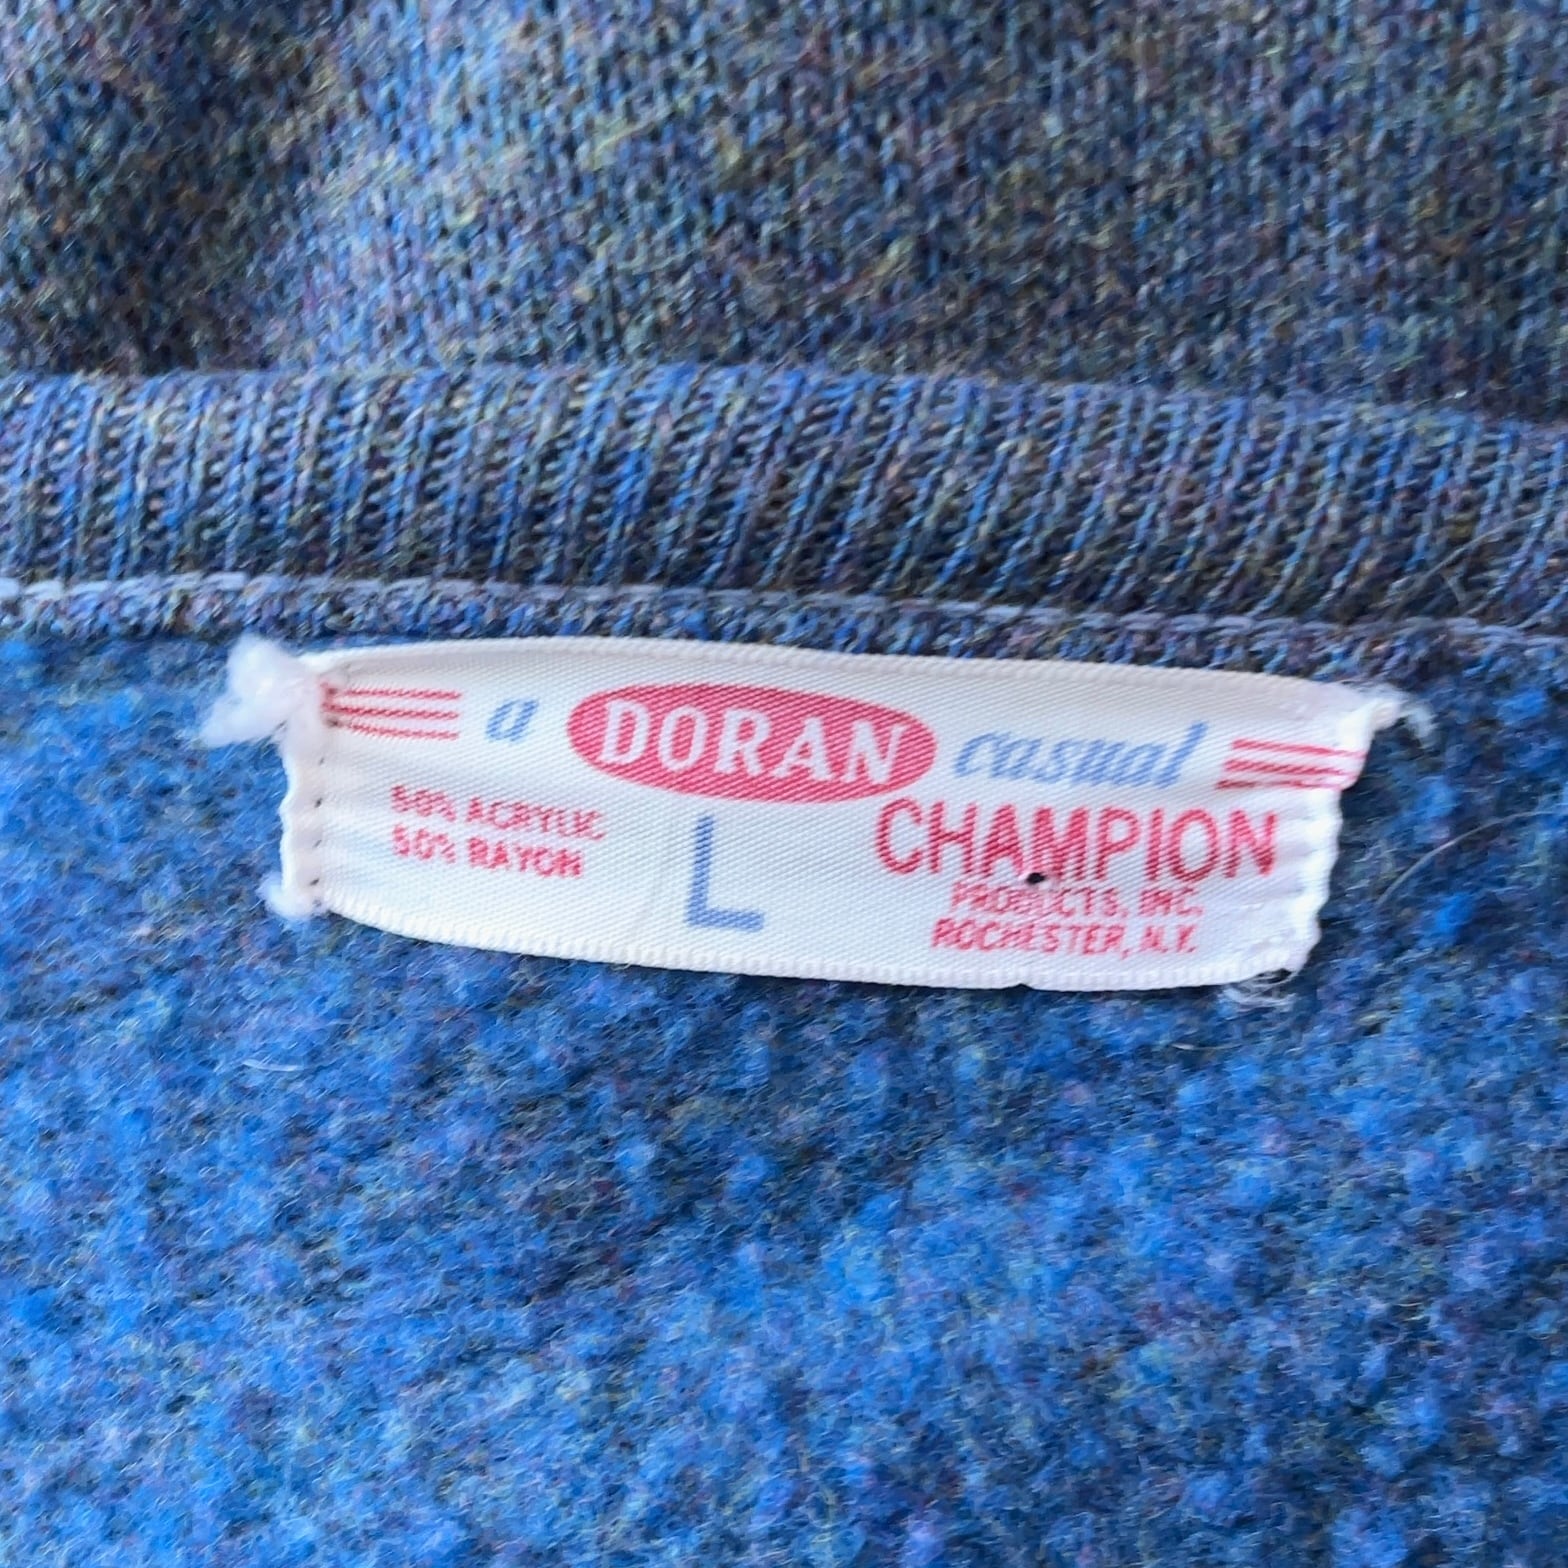 a DORAN casual
50% ACRYLIC
50% RAYON
L
CHAMPION
PRODUCTS, INC.
ROCHESTER, N.Y.